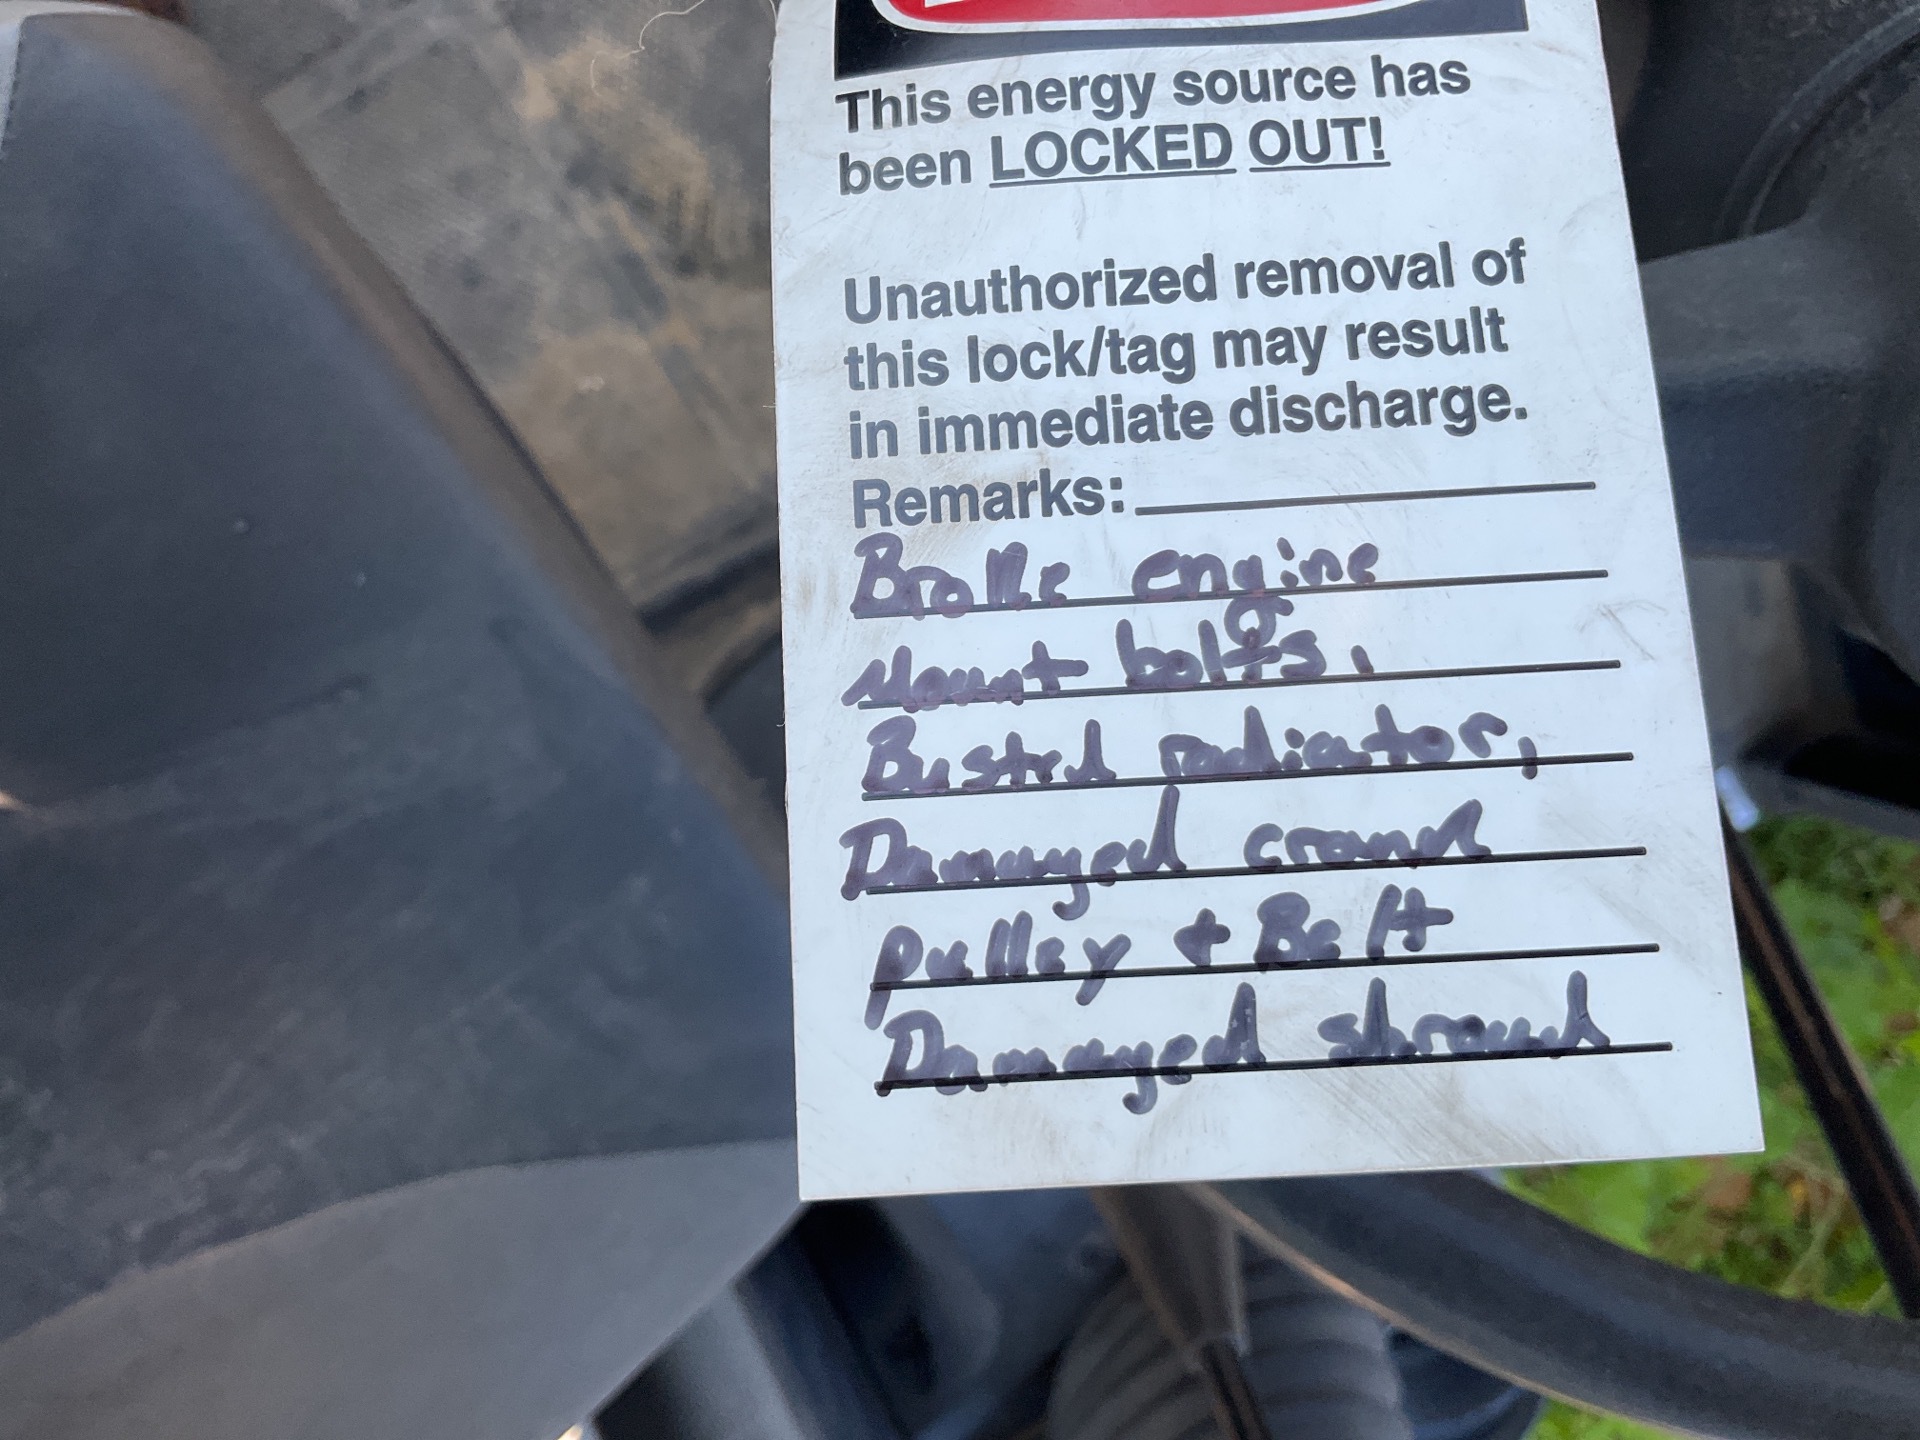 This energy source has
been LOCKED OUT!
Unauthorized removal of
this lock/tag may result
in immediate discharge.
Remarks:
Broke engine
Mount bolts,
Busted radiator,
Damaged crank
pulley + Belt
Damaged shroud